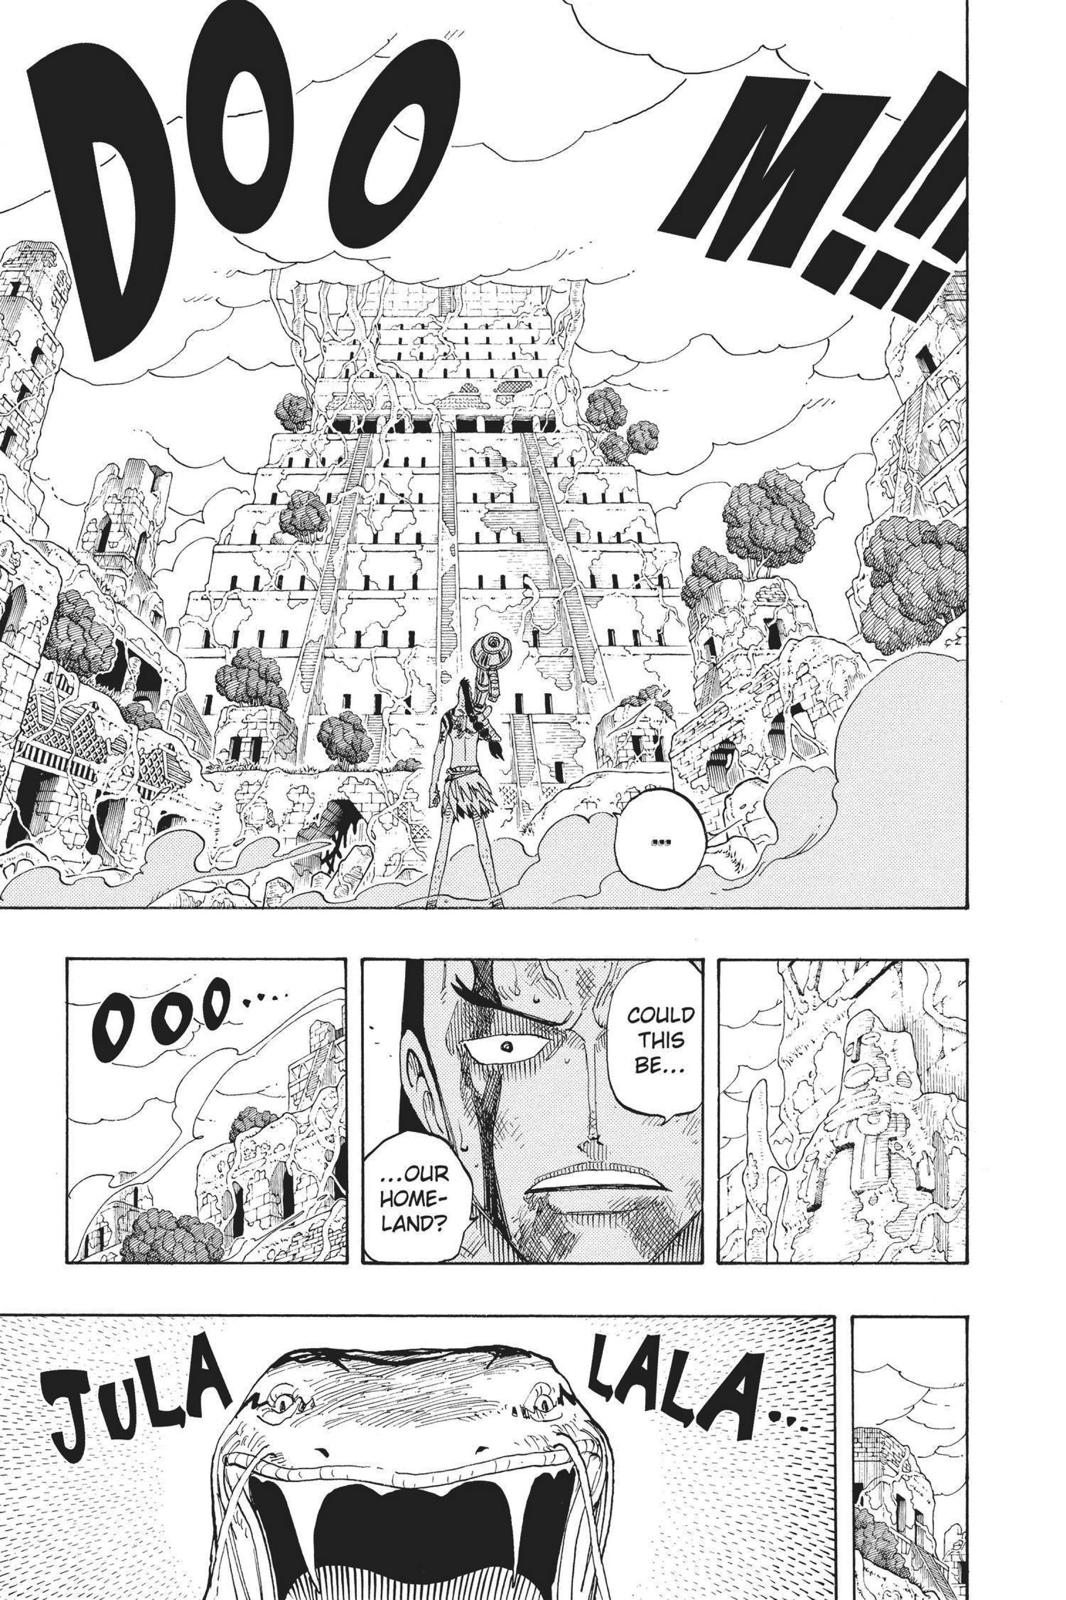 DOOM!!!
...
COULD
THIS
BE...
...OUR
HOME-
LAND?
OOO....
JULA
LALA...